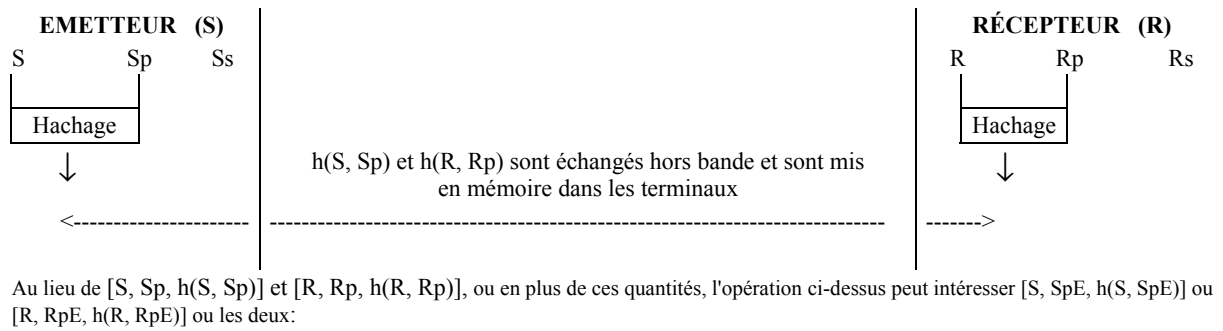 EMETTEUR (S) RÉCEPTEUR (R)
S Sp Ss R Rp Rs
Hachage Hachage
h(S, Sp) et h(R, Rp) sont échangés hors bande et sont mis
en mémoire dans les terminaux
Au lieu de [S, Sp, h(S, Sp)] et [R, Rp, h(R, Rp)], ou en plus de ces quantités, l'opération ci-dessus peut intéresser [S, SpE, h(S, SpE)] ou
[R, RpE, h(R, RpE)] ou les deux: